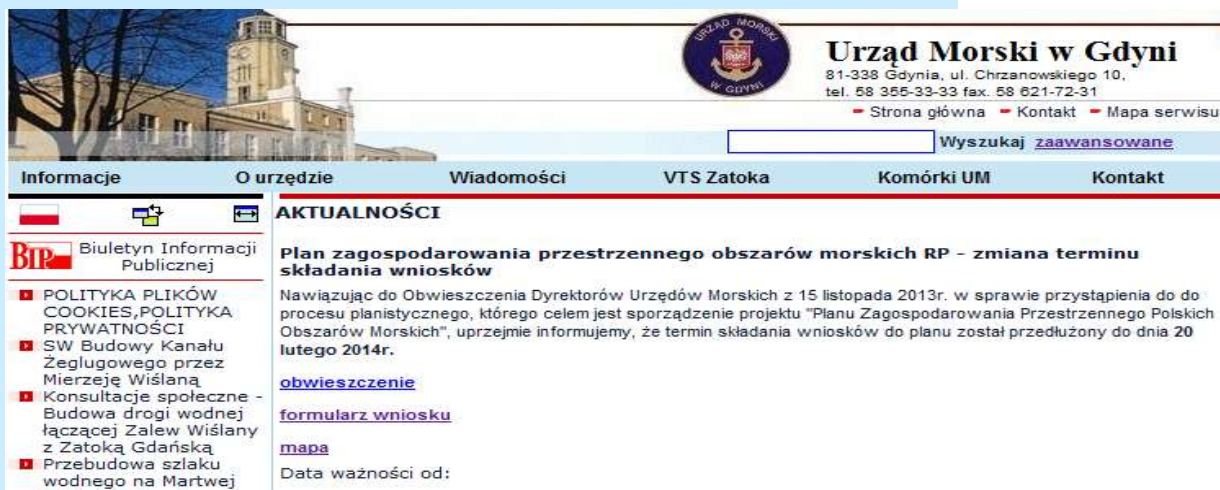 URZĄD MORSKI
W GDYNI
Urząd Morski w Gdyni
81-338 Gdynia, ul. Chrzanowskiego 10,
tel. 58 355-33-33 fax. 58 621-72-31
Strona główna Kontakt Mapa serwisu
Wyszukaj zaawansowane
Informacje O urzędzie Wiadomości VTS Zatoka Komórki UM Kontakt
BIP Biuletyn Informacji
Publicznej
POLITYKA PLIKÓW
COOKIES,POLITYKA
PRYWATNOŚCI
SW Budowy Kanału
Żeglugowego przez
Mierzeję Wiślaną
Konsultacje społeczne -
Budowa drogi wodnej
łączącej Zalew Wiślany
z Zatoką Gdańską
Przebudowa szlaku
wodnego na Martwej
AKTUALNOŚCI
Plan zagospodarowania przestrzennego obszarów morskich RP - zmiana terminu
składania wniosków
Nawiązując do Obwieszczenia Dyrektorów Urzędów Morskich z 15 listopada 2013r. w sprawie przystąpienia do do
procesu planistycznego, którego celem jest sporządzenie projektu "Planu Zagospodarowania Przestrzennego Polskich
Obszarów Morskich", uprzejmie informujemy, że termin składania wniosków do planu został przedłużony do dnia 20
lutego 2014r.
obwieszczenie
formularz wniosku
mapa
Data ważności od: